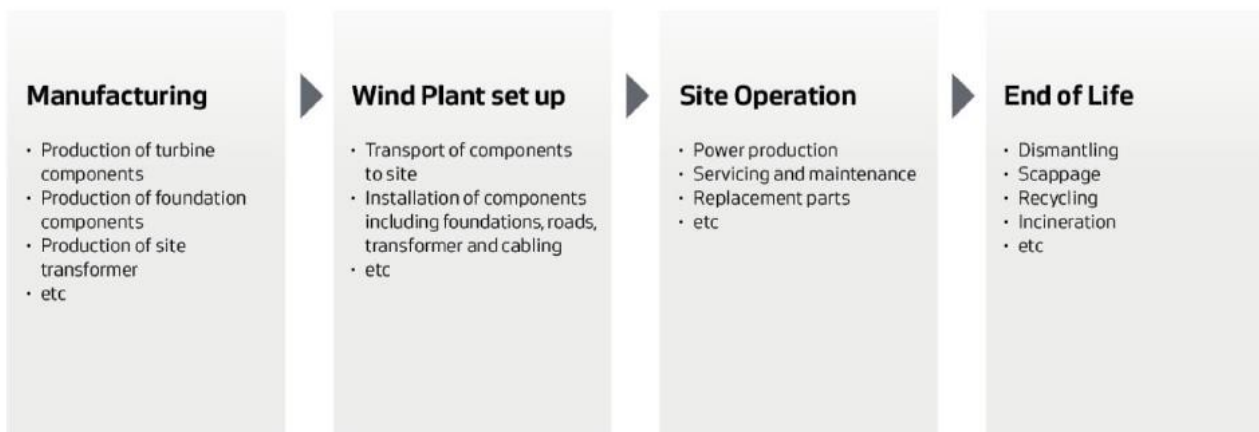 Manufacturing
• Production of turbine
components
• Production of foundation
components
• Production of site
transformer
• etc
Wind Plant set up
• Transport of components
to site
• Installation of components
including foundations, roads,
transformer and cabling
• etc
Site Operation
• Power production
• Servicing and maintenance
• Replacement parts
• etc
End of Life
• Dismantling
• Scappage
• Recycling
• Incineration
• etc